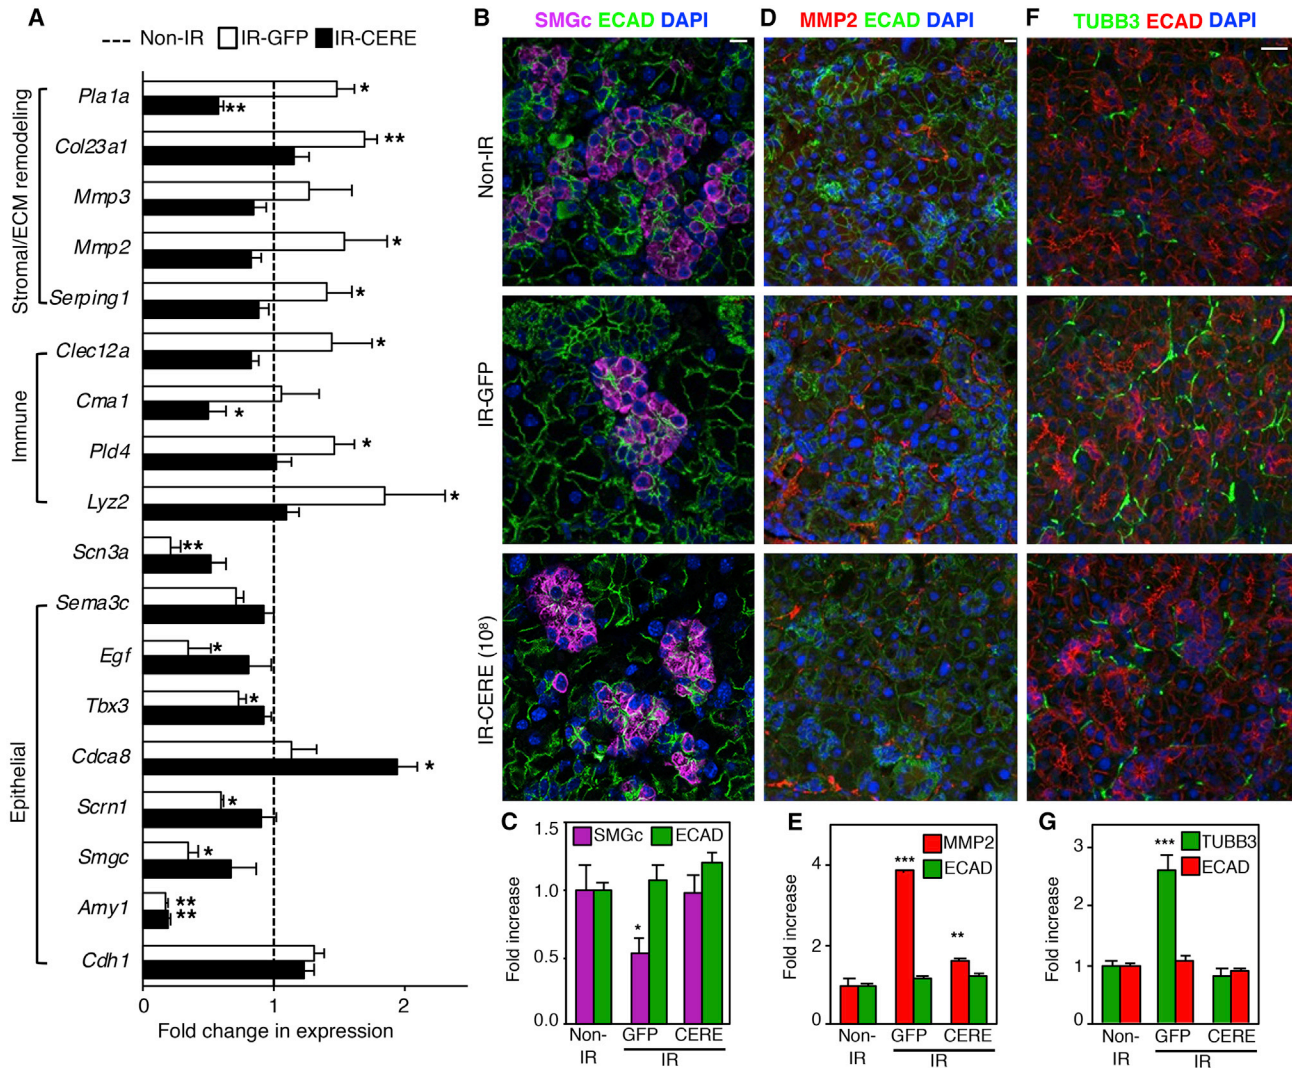 A
Non-IR IR-GFP IR-CERE
Stromal/ECM remodeling
Pla1a * **
Col23a1 **
Mmp3
Mmp2 *
Serping1 *
Immune
Clec12a *
Cma1 *
Pld4 *
Lyz2 *
Scn3a **
Epithelial
Sema3c
Egf *
Tbx3 *
Cdca8 *
Scrn1 *
Smgc *
Amy1 ** **
Cdh1
0 1 2
Fold change in expression
B SMGc ECAD DAPI
D MMP2 ECAD DAPI
F TUBB3 ECAD DAPI
Non-IR
IR-GFP
IR-CERE (10⁸)
C
SMGc ECAD
Fold increase
1.5
1.0
0.5
0.0
*
Non-IR GFP CERE
IR
E
MMP2
ECAD
Fold increase
4
2
0
***
**
Non-IR GFP CERE
IR
G
TUBB3
ECAD
Fold increase
3
2
1
0
***
Non-IR GFP CERE
IR